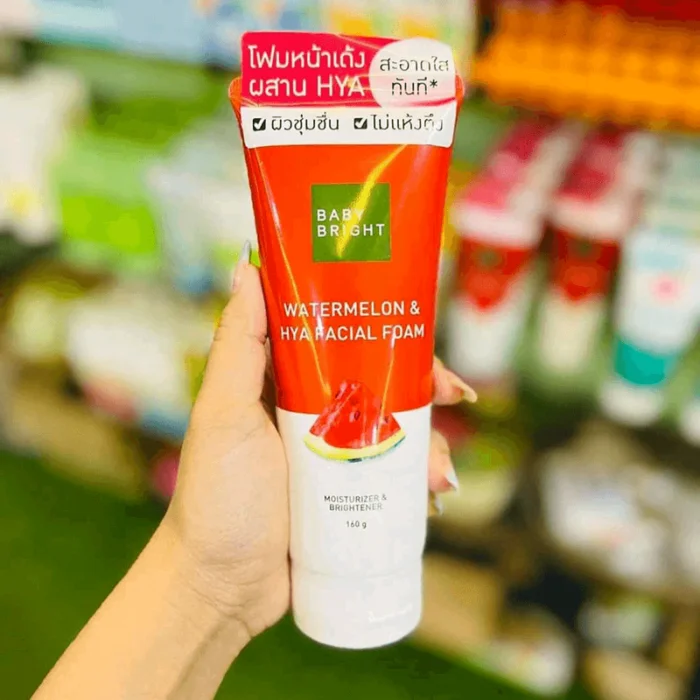 โฟมหน้าเด้ง
ผสาน HYA
สะอาดใส
ทันที*
ผิวชุ่มชื่น ไม่แห้งตึง
BABY
BRIGHT
WATERMELON &
HYA FACIAL FOAM
MOISTURIZER &
BRIGHTENER
160 g